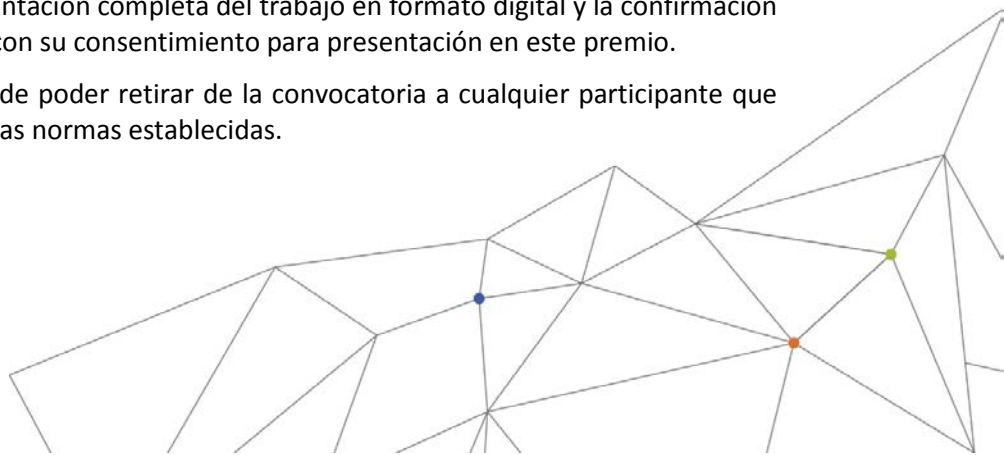 ntación completa del trabajo en formato digital y la confirmación
con su consentimiento para presentación en este premio.
de poder retirar de la convocatoria a cualquier participante que
as normas establecidas.